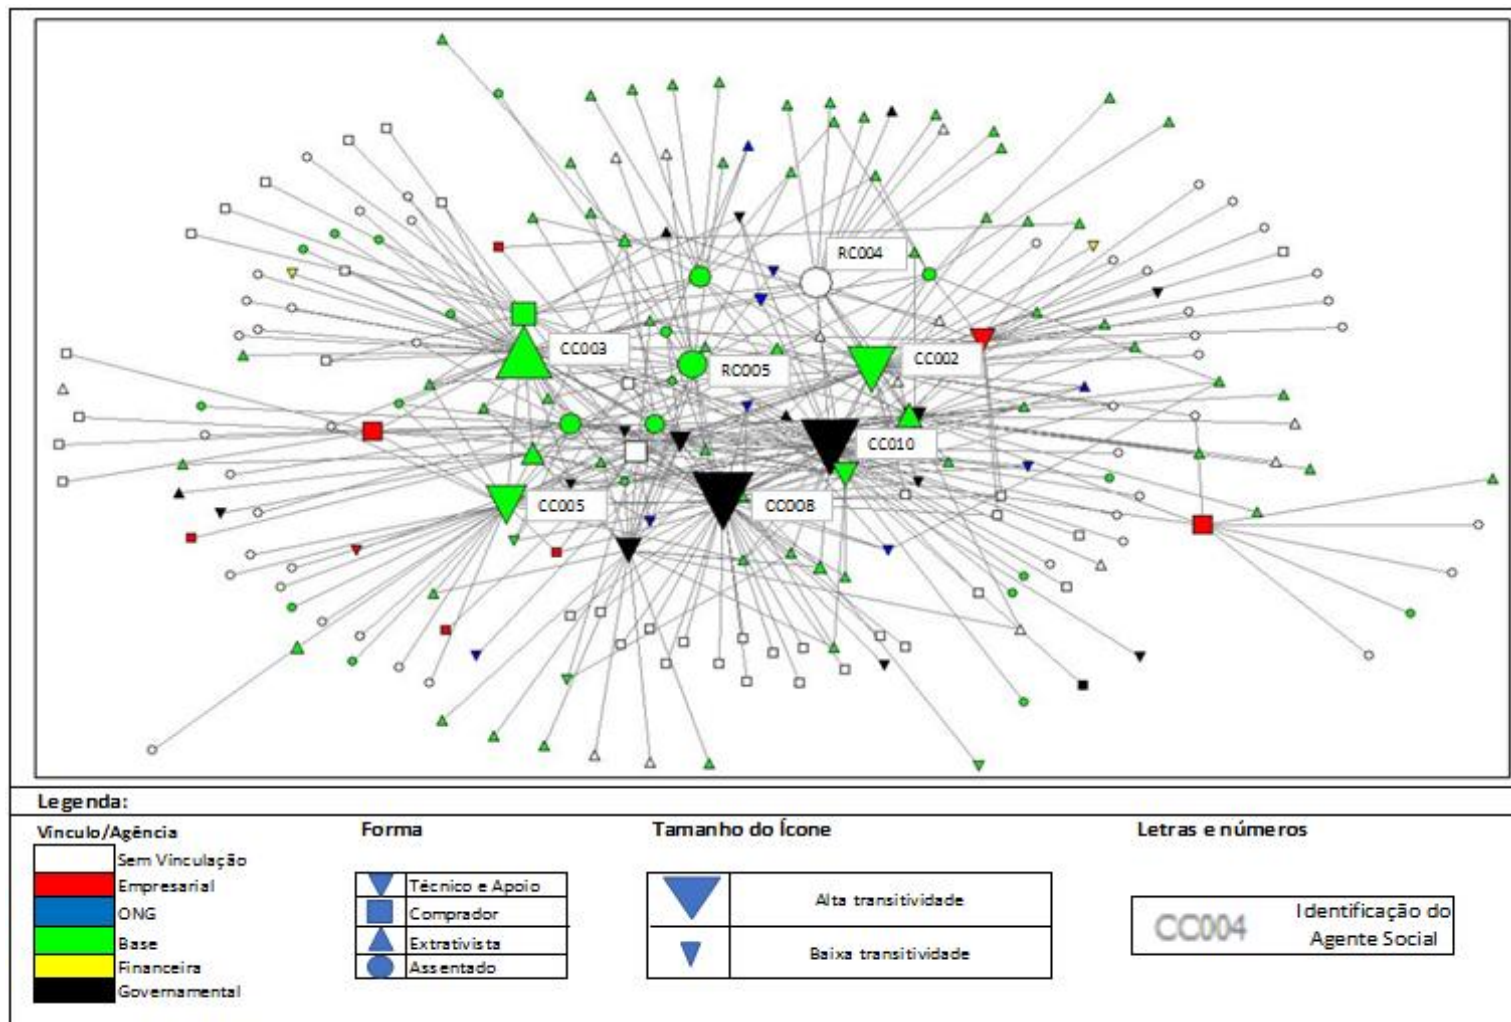 RC004
CC003
CC002
RC005
CC010
CC005
CC008
Legenda:
Vínculo/Agência
Sem Vinculação
Empresarial
ONG
Base
Financeira
Governamental
Forma
Técnico e Apoio
Comprador
Extrativista
Assentado
Tamanho do Ícone
Alta transitividade
Baixa transitividade
Letras e números
CC004
Identificação do
Agente Social